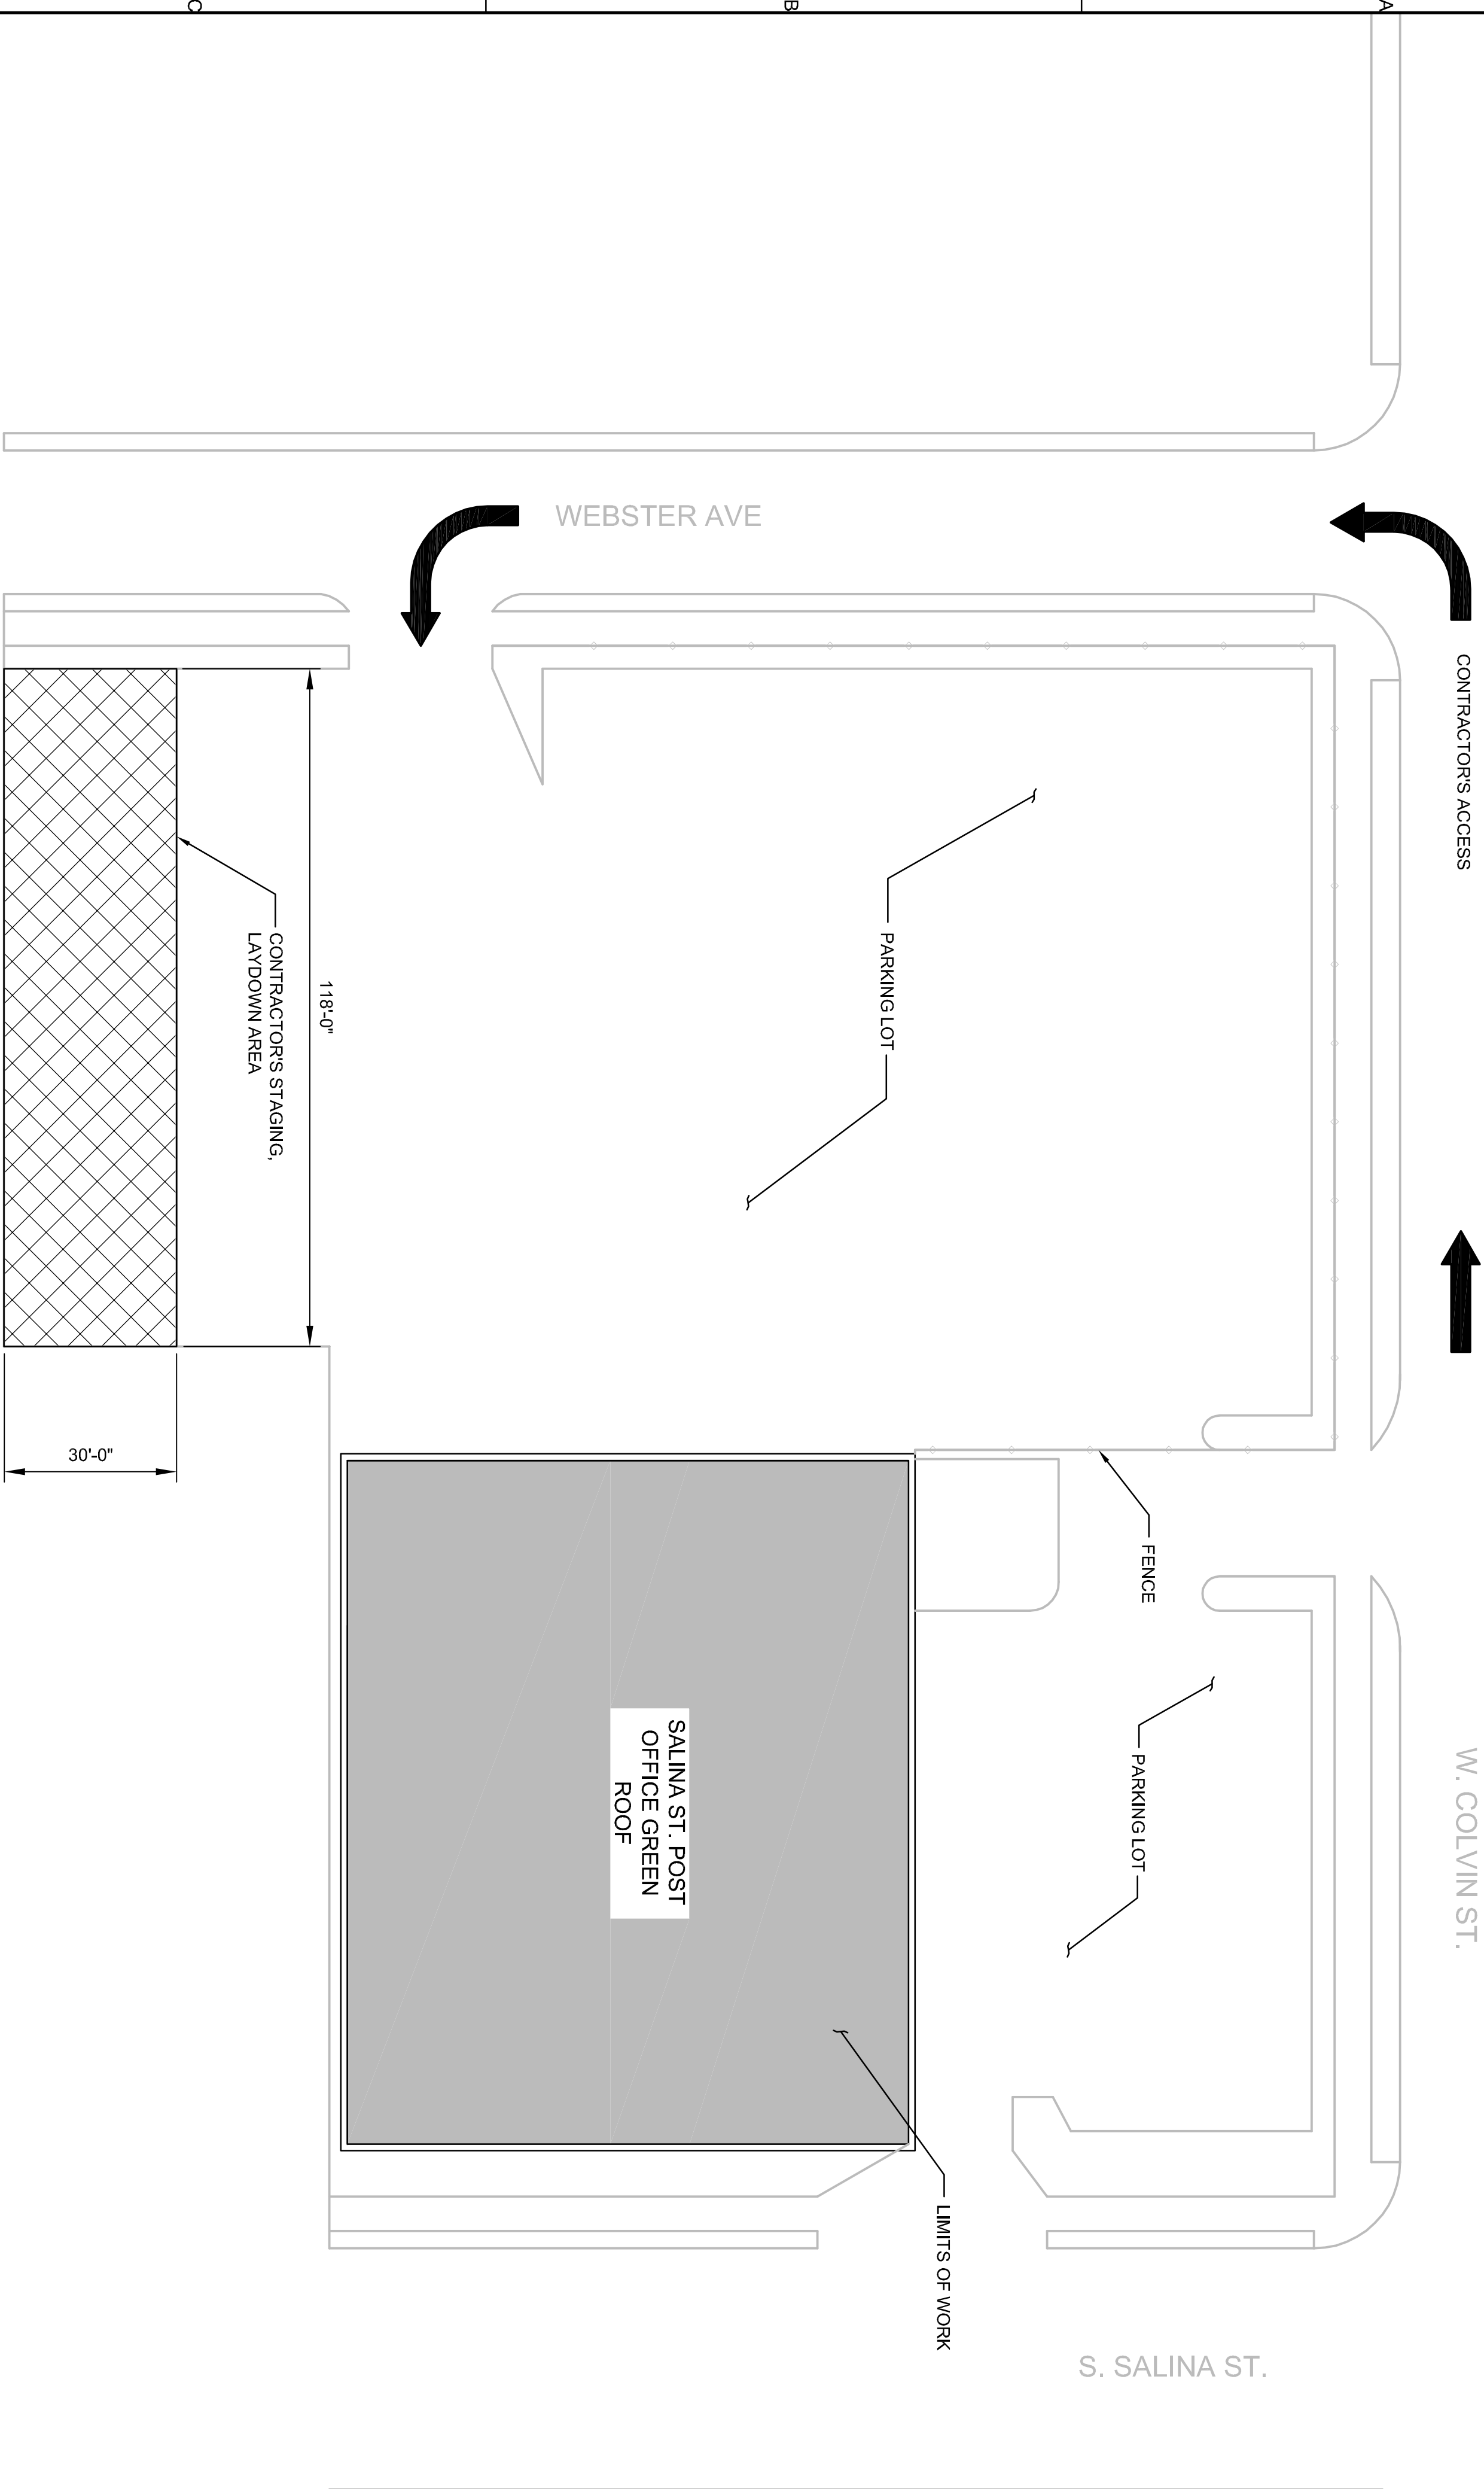 C
B
A
WEBSTER AVE
CONTRACTOR'S ACCESS
PARKING LOT
CONTRACTOR'S STAGING,
LAYDOWN AREA
118'-0"
30'-0"
FENCE
SALINA ST. POST
OFFICE GREEN
ROOF
PARKING LOT
W. COLVIN ST.
LIMITS OF WORK
S. SALINA ST.